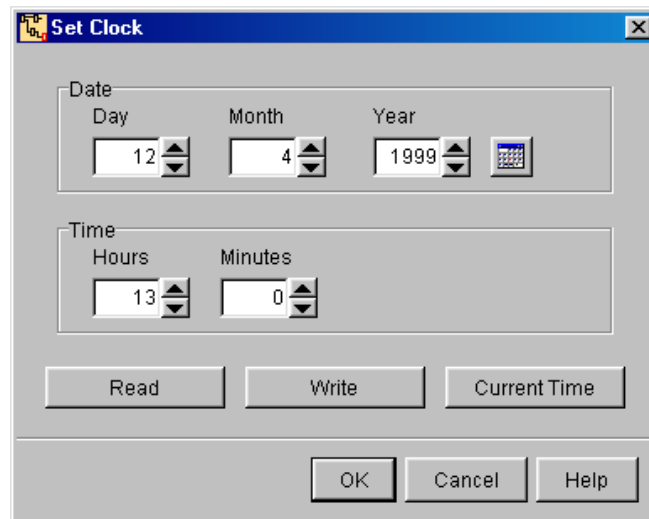 Set Clock
Date
Day Month Year
12 4 1999
Time
Hours Minutes
13 0
Read Write Current Time
OK Cancel Help